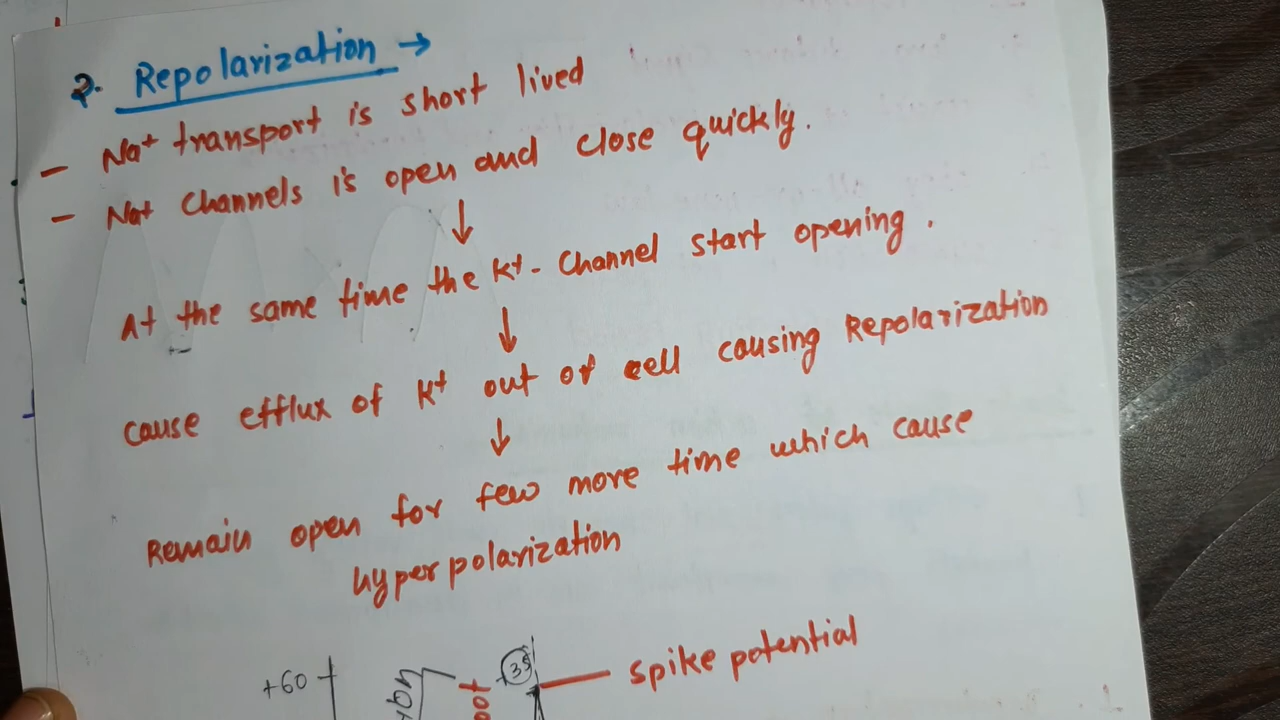 2. Repolarization →
- Na+ transport is short lived
- Na+ channels is open and close quickly.
↓
At the same time the K+ - channel start opening.
↓
cause efflux of K+ out of cell causing Repolarization
↓
Remain open for few more time which cause
hyperpolarization
+60
+35
spike potential